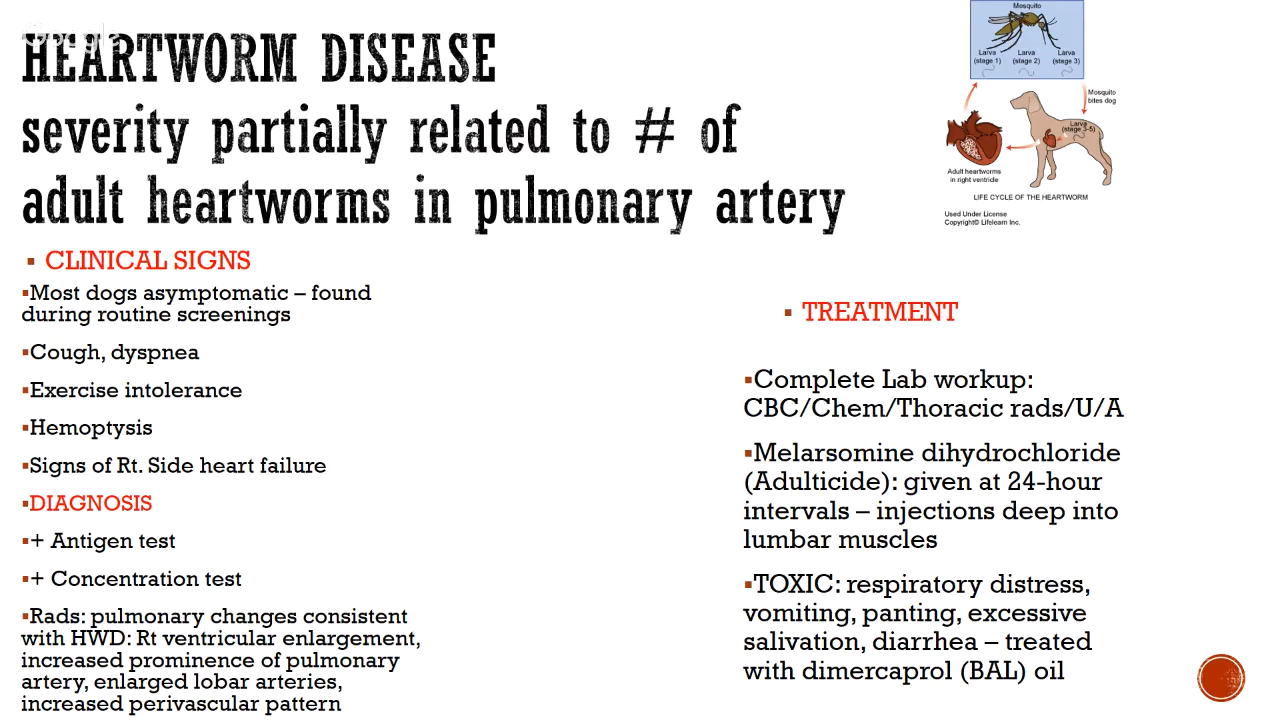 Google
HEARTWORM DISEASE
severity partially related to # of
adult heartworms in pulmonary artery
▪ CLINICAL SIGNS
▪Most dogs asymptomatic – found
during routine screenings
▪Cough, dyspnea
▪Exercise intolerance
▪Hemoptysis
▪Signs of Rt. Side heart failure
▪DIAGNOSIS
▪+ Antigen test
▪+ Concentration test
▪Rads: pulmonary changes consistent
with HWD: Rt ventricular enlargement,
increased prominence of pulmonary
artery, enlarged lobar arteries,
increased perivascular pattern
Mosquito
Larva
(stage 1)
Larva
(stage 2)
Larva
(stage 3)
Mosquito
bites dog
Larva
(stage 3-5)
Adult heartworms
in right ventricle
LIFE CYCLE OF THE HEARTWORM
Used Under License
Copyright© Lifelearn Inc.
▪ TREATMENT
▪Complete Lab workup:
CBC/Chem/Thoracic rads/U/A
▪Melarsomine dihydrochloride
(Adulticide): given at 24-hour
intervals – injections deep into
lumbar muscles
▪TOXIC: respiratory distress,
vomiting, panting, excessive
salivation, diarrhea – treated
with dimercaprol (BAL) oil